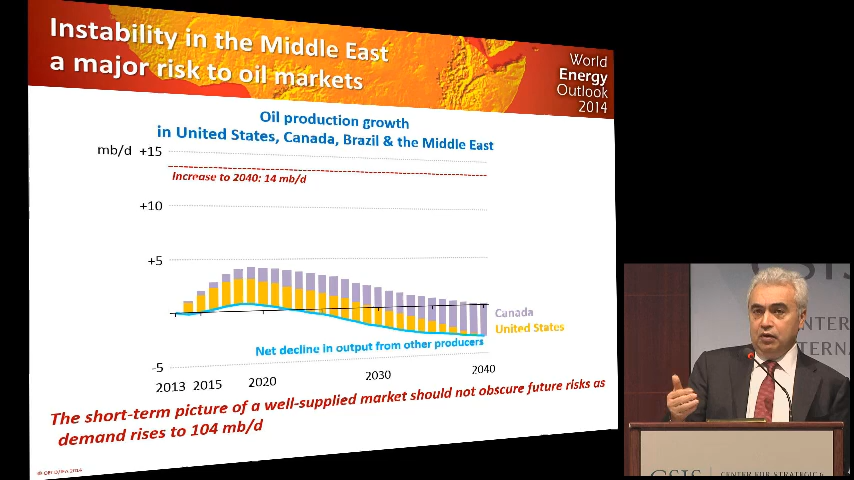 Instability in the Middle East
a major risk to oil markets
World
Energy
Outlook
2014
Oil production growth
in United States, Canada, Brazil & the Middle East
mb/d +15
Increase to 2040: 14 mb/d
+10
+5
Canada
United States
Net decline in output from other producers
-5
2013 2015 2020 2030 2040
The short-term picture of a well-supplied market should not obscure future risks as
demand rises to 104 mb/d
CSIS
CSIS CENTER FOR STRATEGIC &